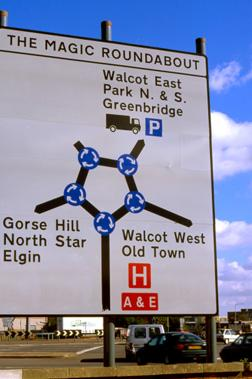 THE MAGIC ROUNDABOUT
Walcot East
Park N. & S.
Greenbridge
P
Gorse Hill
North Star
Elgin
Walcot West
Old Town
H
A & E